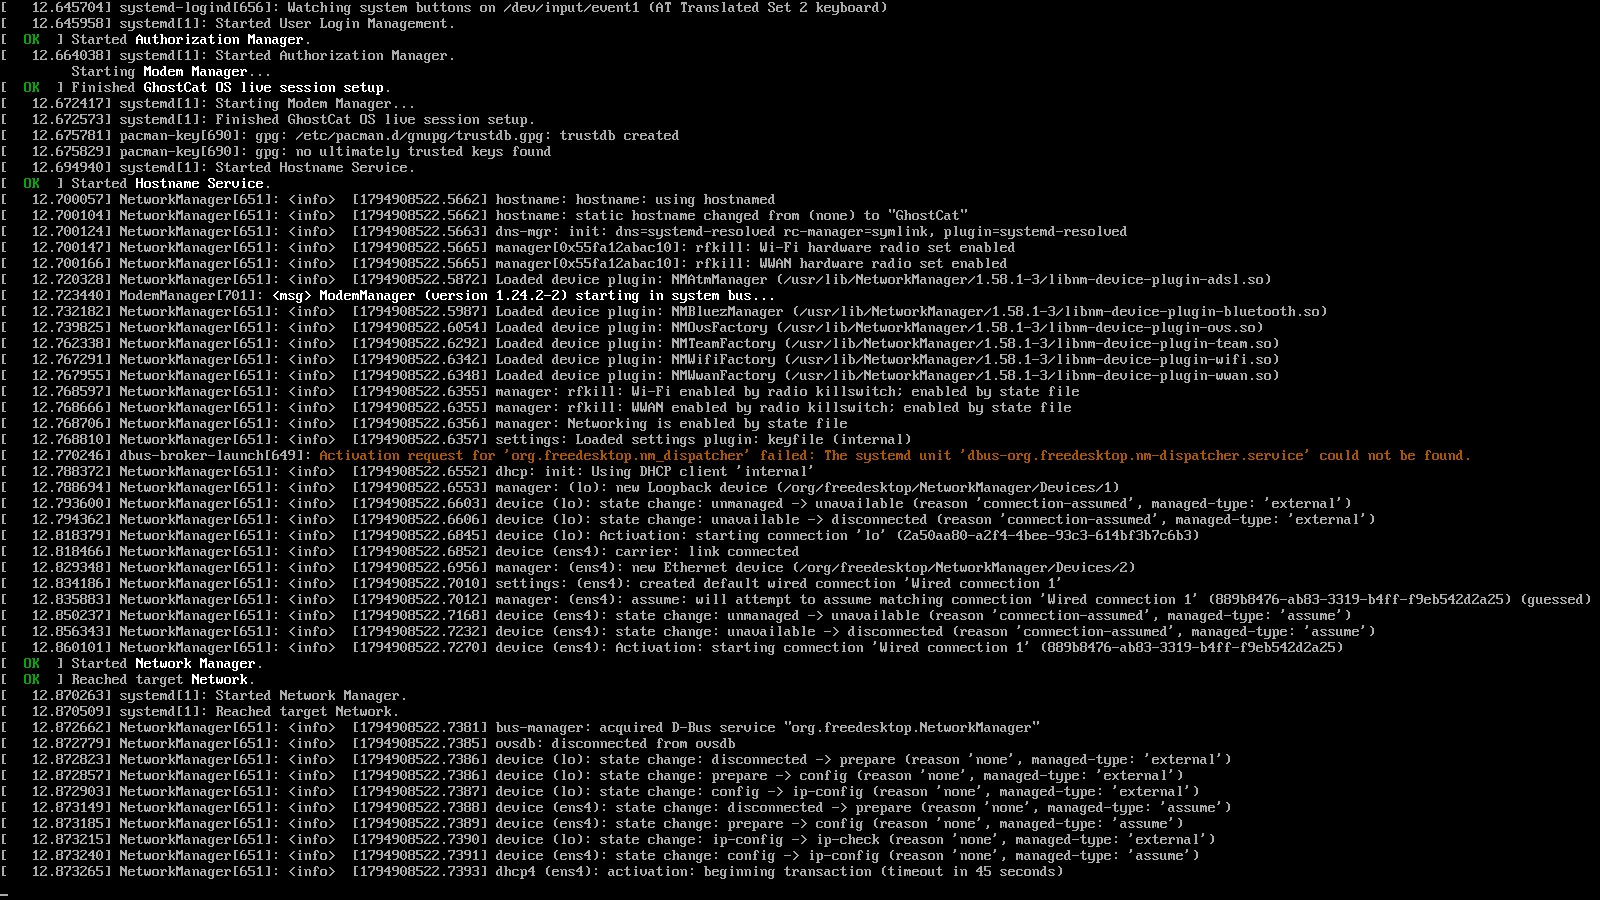 [   12.645704] systemd-logind[656]: Watching system buttons on /dev/input/event1 (AT Translated Set 2 keyboard)
[   12.645958] systemd[1]: Started User Login Management.
[  OK  ] Started Authorization Manager.
[   12.664038] systemd[1]: Started Authorization Manager.
         Starting Modem Manager...
[  OK  ] Finished GhostCat OS live session setup.
[   12.672417] systemd[1]: Starting Modem Manager...
[   12.672573] systemd[1]: Finished GhostCat OS live session setup.
[   12.675781] pacman-key[690]: gpg: /etc/pacman.d/gnupg/trustdb.gpg: trustdb created
[   12.675829] pacman-key[690]: gpg: no ultimately trusted keys found
[   12.694940] systemd[1]: Started Hostname Service.
[  OK  ] Started Hostname Service.
[   12.700057] NetworkManager[651]: <info>  [1794908522.5662] hostname: hostname: using hostnamed
[   12.700104] NetworkManager[651]: <info>  [1794908522.5662] hostname: static hostname changed from (none) to "GhostCat"
[   12.700124] NetworkManager[651]: <info>  [1794908522.5663] dns-mgr: init: dns=systemd-resolved rc-manager=symlink, plugin=systemd-resolved
[   12.700147] NetworkManager[651]: <info>  [1794908522.5665] manager[0x55fa12abac10]: rfkill: Wi-Fi hardware radio set enabled
[   12.700166] NetworkManager[651]: <info>  [1794908522.5665] manager[0x55fa12abac10]: rfkill: WWAN hardware radio set enabled
[   12.720328] NetworkManager[651]: <info>  [1794908522.5872] Loaded device plugin: NMAtmManager (/usr/lib/NetworkManager/1.58.1-3/libnm-device-plugin-adsl.so)
[   12.723440] ModemManager[701]: <msg> ModemManager (version 1.24.2-2) starting in system bus...
[   12.732182] NetworkManager[651]: <info>  [1794908522.5987] Loaded device plugin: NMBluezManager (/usr/lib/NetworkManager/1.58.1-3/libnm-device-plugin-bluetooth.so)
[   12.739825] NetworkManager[651]: <info>  [1794908522.6054] Loaded device plugin: NMOvsFactory (/usr/lib/NetworkManager/1.58.1-3/libnm-device-plugin-ovs.so)
[   12.762338] NetworkManager[651]: <info>  [1794908522.6292] Loaded device plugin: NMTeamFactory (/usr/lib/NetworkManager/1.58.1-3/libnm-device-plugin-team.so)
[   12.767291] NetworkManager[651]: <info>  [1794908522.6342] Loaded device plugin: NMWifiFactory (/usr/lib/NetworkManager/1.58.1-3/libnm-device-plugin-wifi.so)
[   12.767955] NetworkManager[651]: <info>  [1794908522.6348] Loaded device plugin: NMWwanFactory (/usr/lib/NetworkManager/1.58.1-3/libnm-device-plugin-wwan.so)
[   12.768597] NetworkManager[651]: <info>  [1794908522.6355] manager: rfkill: Wi-Fi enabled by radio killswitch; enabled by state file
[   12.768666] NetworkManager[651]: <info>  [1794908522.6355] manager: rfkill: WWAN enabled by radio killswitch; enabled by state file
[   12.768706] NetworkManager[651]: <info>  [1794908522.6356] manager: Networking is enabled by state file
[   12.768810] NetworkManager[651]: <info>  [1794908522.6357] settings: Loaded settings plugin: keyfile (internal)
[   12.770246] dbus-broker-launch[649]: Activation request for 'org.freedesktop.nm_dispatcher' failed: The systemd unit 'dbus-org.freedesktop.nm-dispatcher.service' could not be found.
[   12.788372] NetworkManager[651]: <info>  [1794908522.6552] dhcp: init: Using DHCP client 'internal'
[   12.788694] NetworkManager[651]: <info>  [1794908522.6553] manager: (lo): new Loopback device (/org/freedesktop/NetworkManager/Devices/1)
[   12.793600] NetworkManager[651]: <info>  [1794908522.6603] device (lo): state change: unmanaged -> unavailable (reason 'connection-assumed', managed-type: 'external')
[   12.794362] NetworkManager[651]: <info>  [1794908522.6606] device (lo): state change: unavailable -> disconnected (reason 'connection-assumed', managed-type: 'external')
[   12.818379] NetworkManager[651]: <info>  [1794908522.6845] device (lo): Activation: starting connection 'lo' (2a50aa80-a2f4-4bee-93c3-614bf3b7c6b3)
[   12.818466] NetworkManager[651]: <info>  [1794908522.6852] device (ens4): carrier: link connected
[   12.829348] NetworkManager[651]: <info>  [1794908522.6956] manager: (ens4): new Ethernet device (/org/freedesktop/NetworkManager/Devices/2)
[   12.834186] NetworkManager[651]: <info>  [1794908522.7010] settings: (ens4): created default wired connection 'Wired connection 1'
[   12.835883] NetworkManager[651]: <info>  [1794908522.7012] manager: (ens4): assume: will attempt to assume matching connection 'Wired connection 1' (889b8476-ab83-3319-b4ff-f9eb542d2a25) (guessed)
[   12.850237] NetworkManager[651]: <info>  [1794908522.7168] device (ens4): state change: unmanaged -> unavailable (reason 'connection-assumed', managed-type: 'assume')
[   12.856343] NetworkManager[651]: <info>  [1794908522.7232] device (ens4): state change: unavailable -> disconnected (reason 'connection-assumed', managed-type: 'assume')
[   12.860101] NetworkManager[651]: <info>  [1794908522.7270] device (ens4): Activation: starting connection 'Wired connection 1' (889b8476-ab83-3319-b4ff-f9eb542d2a25)
[  OK  ] Started Network Manager.
[  OK  ] Reached target Network.
[   12.870263] systemd[1]: Started Network Manager.
[   12.870509] systemd[1]: Reached target Network.
[   12.872662] NetworkManager[651]: <info>  [1794908522.7381] bus-manager: acquired D-Bus service "org.freedesktop.NetworkManager"
[   12.872779] NetworkManager[651]: <info>  [1794908522.7385] ovsdb: disconnected from ovsdb
[   12.872823] NetworkManager[651]: <info>  [1794908522.7386] device (lo): state change: disconnected -> prepare (reason 'none', managed-type: 'external')
[   12.872857] NetworkManager[651]: <info>  [1794908522.7386] device (lo): state change: prepare -> config (reason 'none', managed-type: 'external')
[   12.872903] NetworkManager[651]: <info>  [1794908522.7387] device (lo): state change: config -> ip-config (reason 'none', managed-type: 'external')
[   12.873149] NetworkManager[651]: <info>  [1794908522.7388] device (ens4): state change: disconnected -> prepare (reason 'none', managed-type: 'assume')
[   12.873185] NetworkManager[651]: <info>  [1794908522.7389] device (ens4): state change: prepare -> config (reason 'none', managed-type: 'assume')
[   12.873215] NetworkManager[651]: <info>  [1794908522.7390] device (lo): state change: ip-config -> ip-check (reason 'none', managed-type: 'external')
[   12.873240] NetworkManager[651]: <info>  [1794908522.7391] device (ens4): state change: config -> ip-config (reason 'none', managed-type: 'assume')
[   12.873265] NetworkManager[651]: <info>  [1794908522.7393] dhcp4 (ens4): activation: beginning transaction (timeout in 45 seconds)